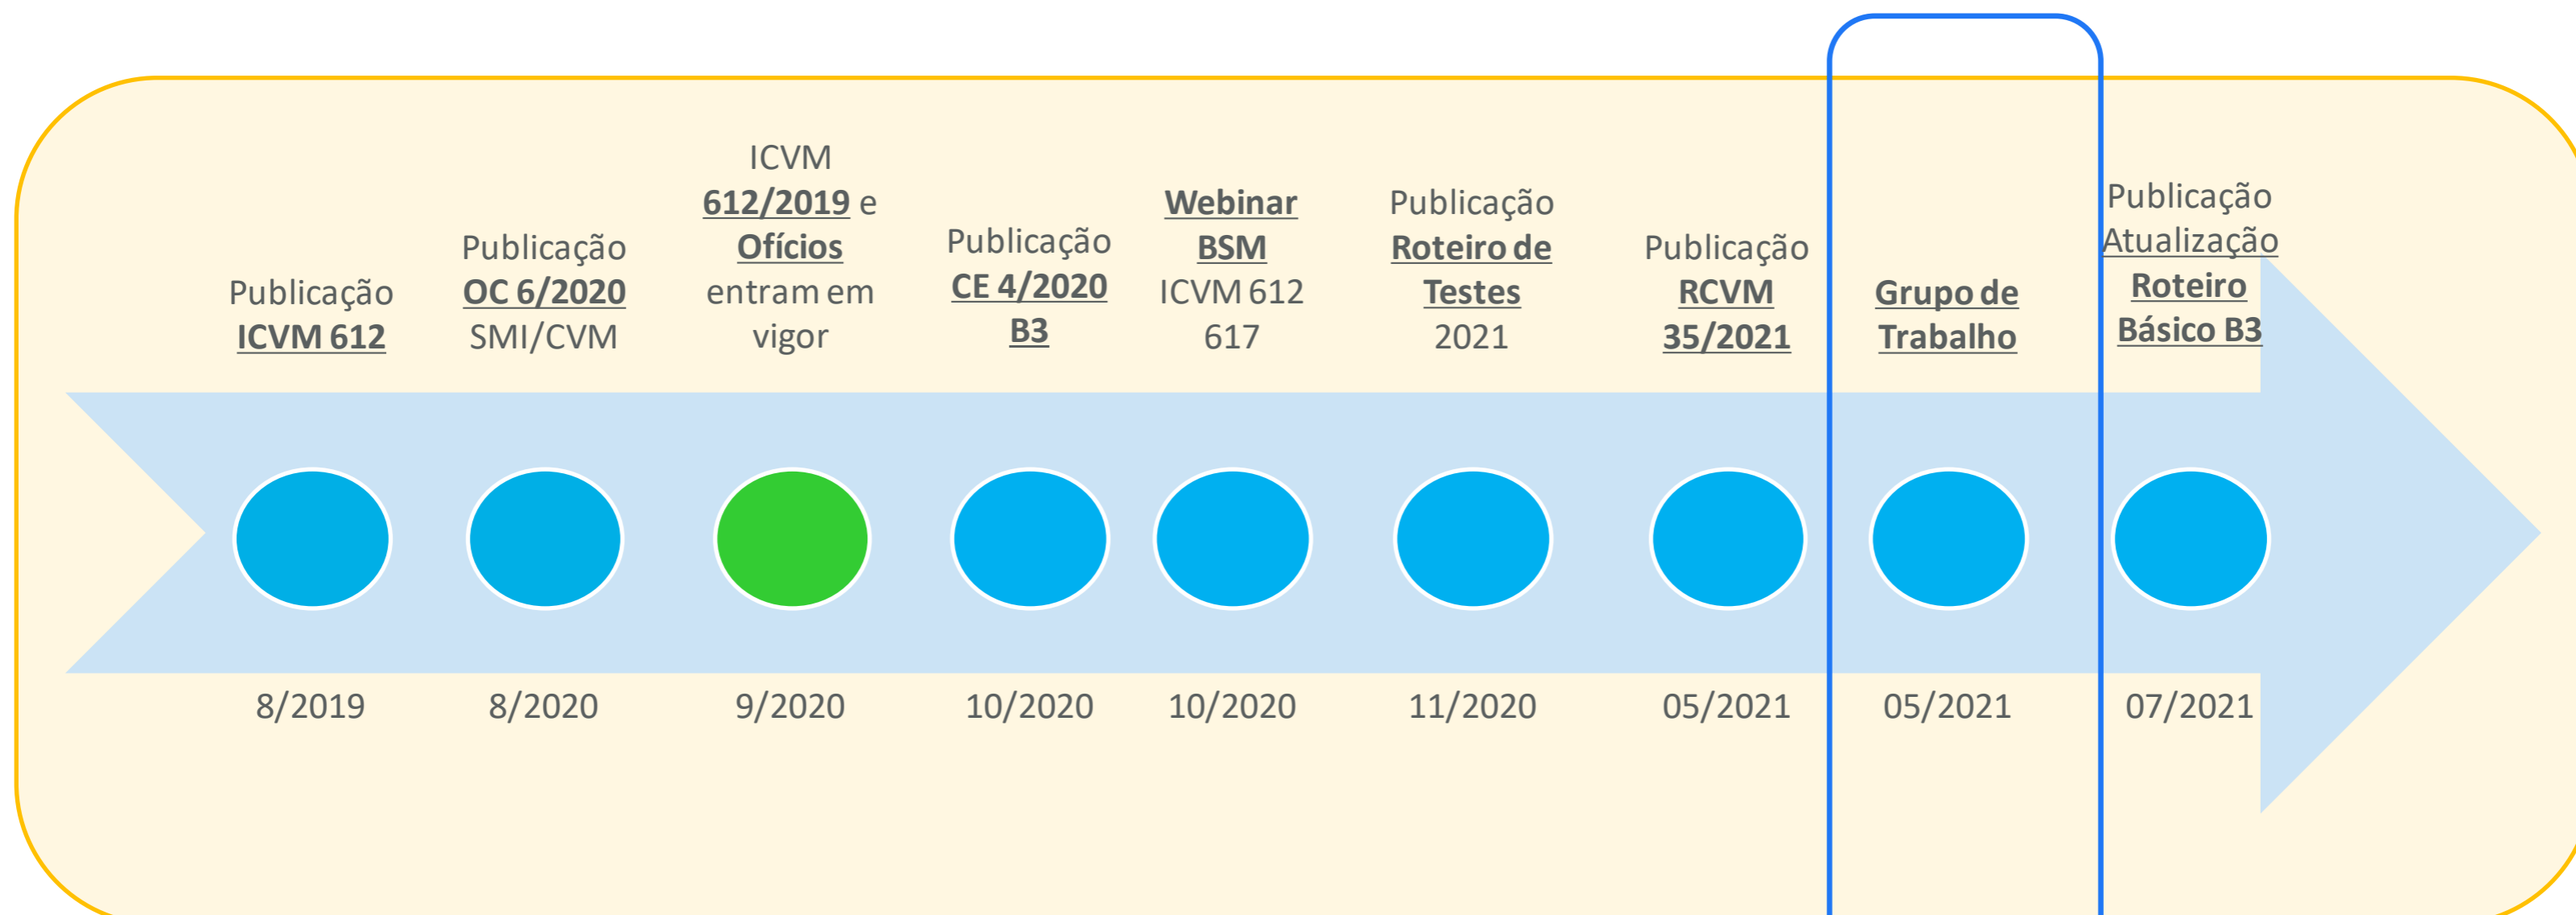 Publicação
ICVM 612
Publicação
OC 6/2020
SMI/CVM
ICVM
612/2019 e
Ofícios
entram em
vigor
Publicação
CE 4/2020
B3
Webinar
BSM
ICVM 612
617
Publicação
Roteiro de
Testes
2021
Publicação
RCVM
35/2021
Grupo de
Trabalho
Publicação
Atualização
Roteiro
Básico B3
8/2019
8/2020
9/2020
10/2020
10/2020
11/2020
05/2021
05/2021
07/2021